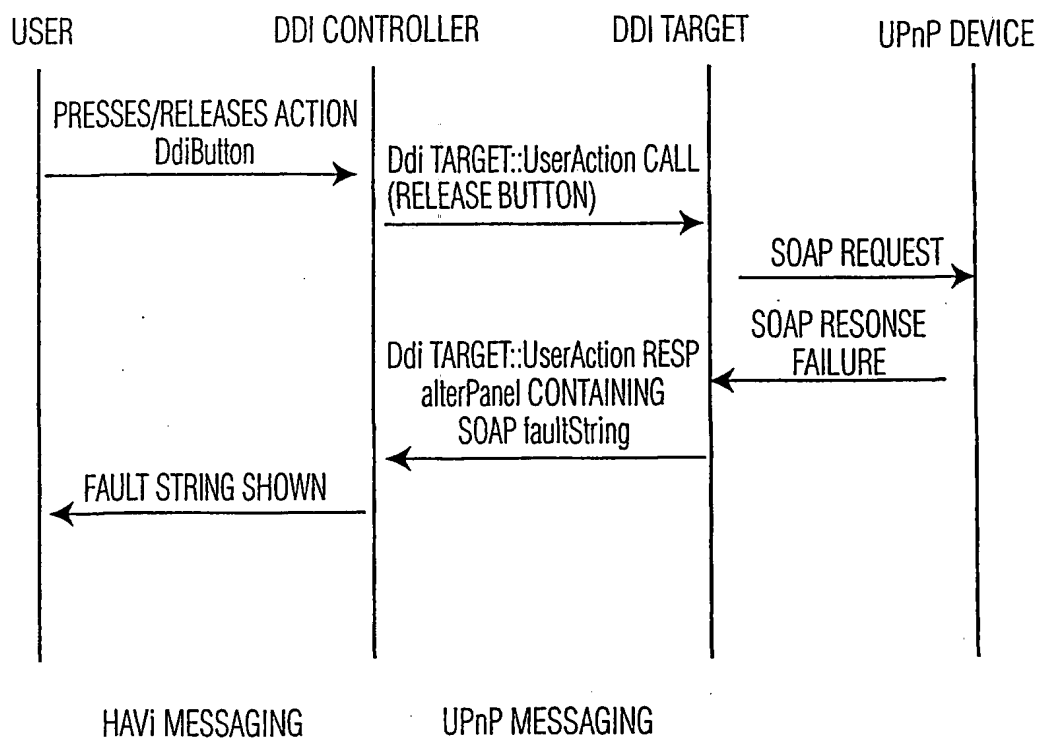 USER
DDI CONTROLLER
DDI TARGET
UPnP DEVICE
PRESSES/RELEASES ACTION
DdiButton
Ddi TARGET::UserAction CALL
(RELEASE BUTTON)
SOAP REQUEST
SOAP RESONSE
FAILURE
Ddi TARGET::UserAction RESP
alterPanel CONTAINING
SOAP faultString
FAULT STRING SHOWN
HAVi MESSAGING
UPnP MESSAGING